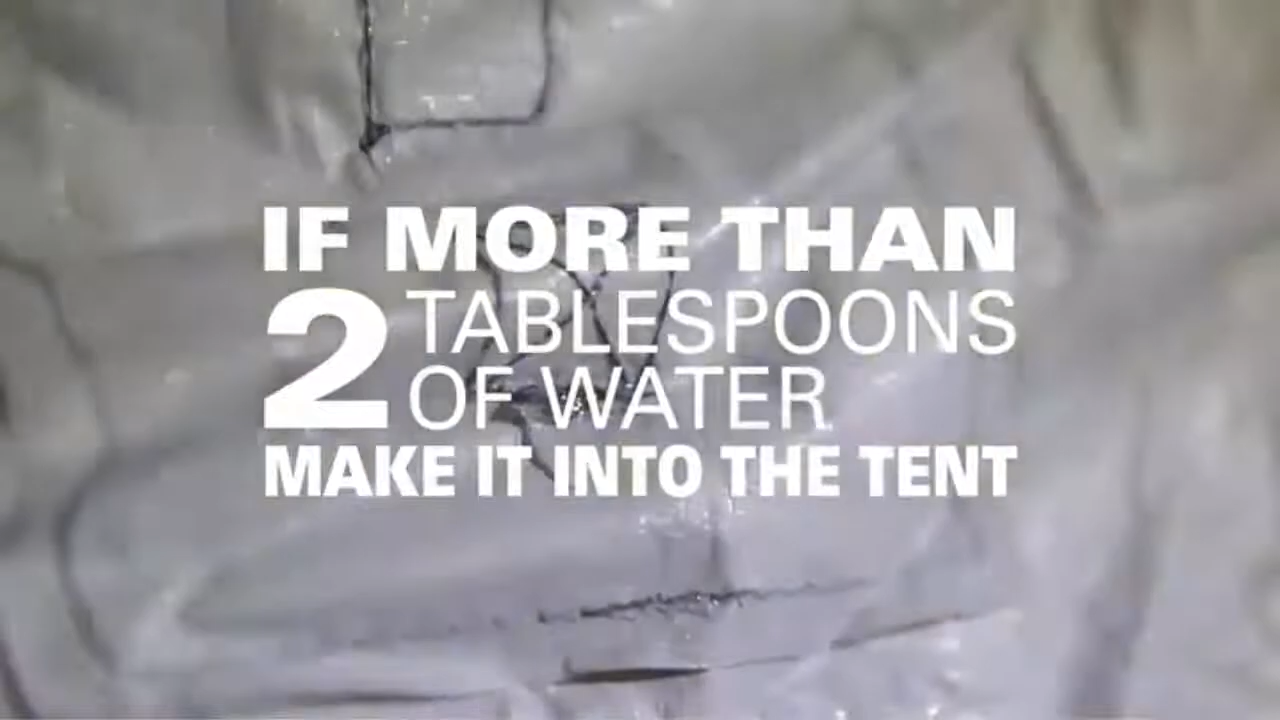 IF MORE THAN
2 TABLESPOONS
OF WATER
MAKE IT INTO THE TENT